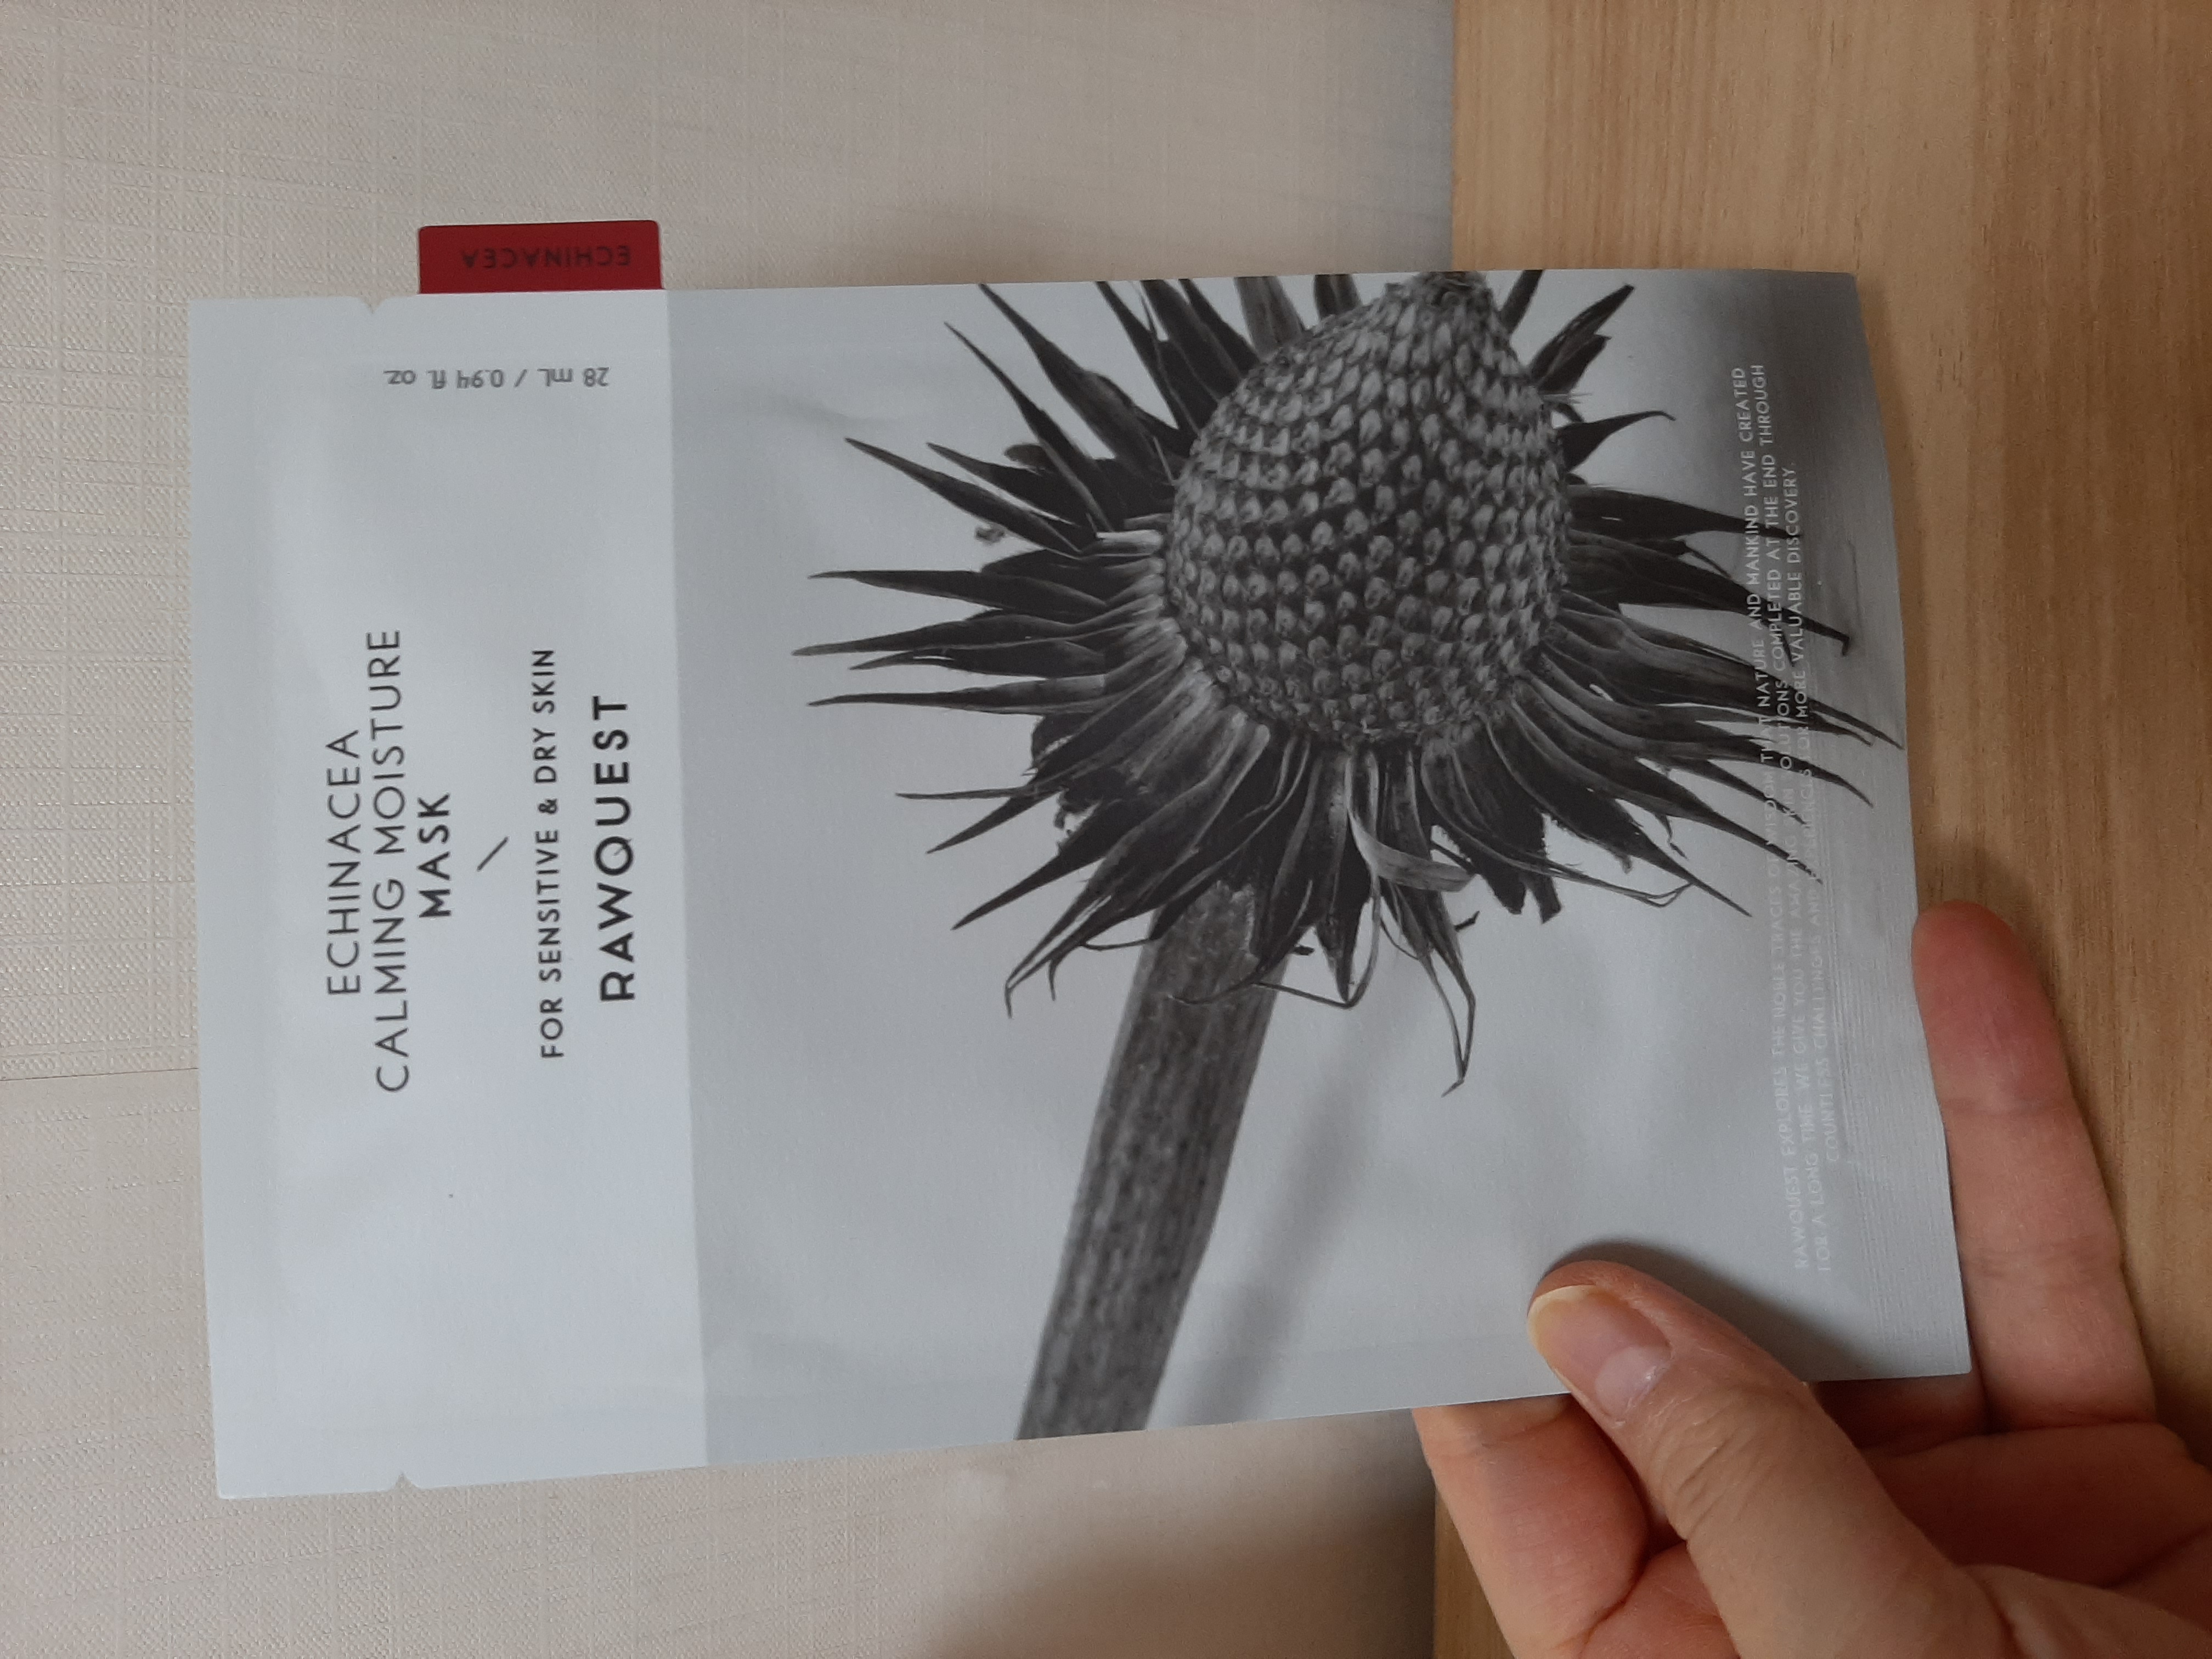 ECHINACEA
CALMING MOISTURE
MASK
/
FOR SENSITIVE & DRY SKIN
RAWQUEST
28 mL / 0.94 fl. oz.
ECHINACEA
RAWQUEST EXPLORES THE NOBLE TRACES OF WISDOM THAT NATURE AND MANKIND HAVE CREATED
FOR A LONG TIME. WE GIVE YOU THE AMAZING SKIN SOLUTIONS COMPLETED AT THE END THROUGH
COUNTLESS CHALLENGES AND FOR MORE VALUABLE DISCOVERY.